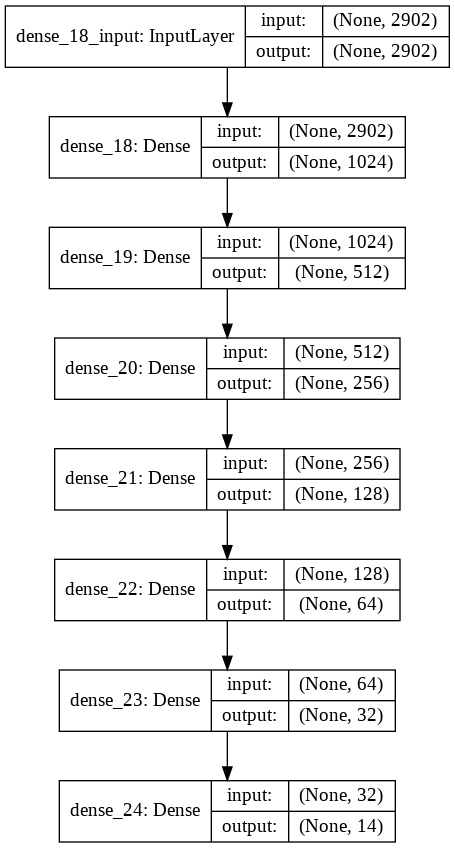 dense_18_input: InputLayer input: (None, 2902)
output: (None, 2902)
dense_18: Dense input: (None, 2902)
output: (None, 1024)
dense_19: Dense input: (None, 1024)
output: (None, 512)
dense_20: Dense input: (None, 512)
output: (None, 256)
dense_21: Dense input: (None, 256)
output: (None, 128)
dense_22: Dense input: (None, 128)
output: (None, 64)
dense_23: Dense input: (None, 64)
output: (None, 32)
dense_24: Dense input: (None, 32)
output: (None, 14)